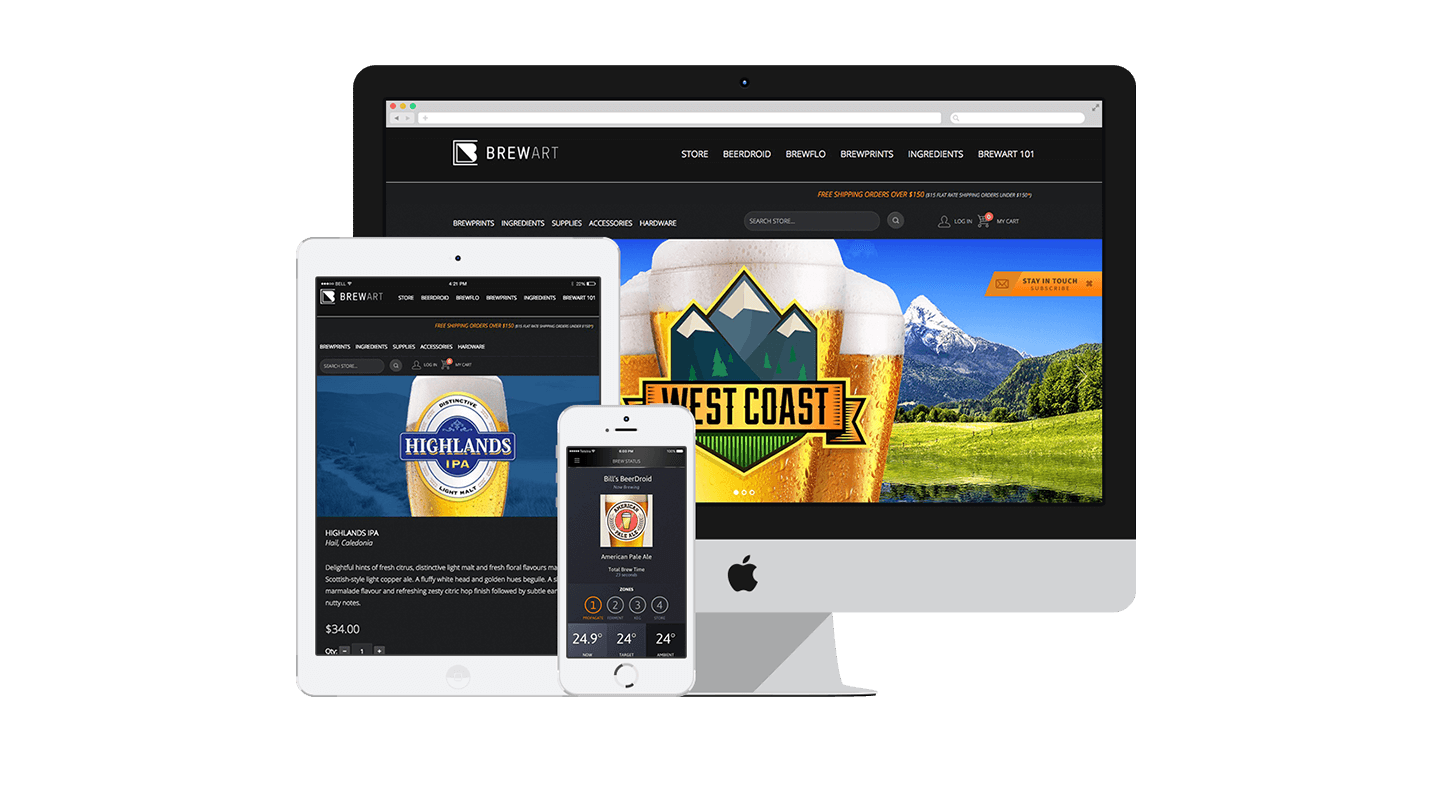 BREWART
STORE BEERDROID BREWFLO BREWPRINTS INGREDIENTS BREWART 101
FREE SHIPPING ORDERS OVER $150 ($15 FLAT RATE SHIPPING ORDERS UNDER $150*)
BREWPRINTS INGREDIENTS SUPPLIES ACCESSORIES HARDWARE
SEARCH STORE...
LOG IN
0
MY CART
STAY IN TOUCH
SUBSCRIBE
WEST COAST
BELL 4:21 PM 20%
BREWART
STORE BEERDROID BREWFLO BREWPRINTS INGREDIENTS BREWART 101
FREE SHIPPING ORDERS OVER $150 ($15 FLAT RATE SHIPPING ORDERS UNDER $150*)
BREWPRINTS INGREDIENTS SUPPLIES ACCESSORIES HARDWARE
SEARCH STORE...
LOG IN
MY CART
DISTINCTIVE
HIGHLANDS
IPA
LIGHT MALT
HIGHLANDS IPA
Hail, Caledonia
Delightful hints of fresh citrus, distinctive light malt and fresh floral flavours ma
Scottish-style light copper ale. A fluffy white head and golden hues beguile. A s
marmalade flavour and refreshing zesty citric hop finish followed by subtle ear
nutty notes.
$34.00
Qty: − 1 +
Telstra 100%
BREW STATUS
Bill's BeerDroid
Now Brewing
AMERICAN
PALE ALE
American Pale Ale
Total Brew Time
23 seconds
ZONES
1 2 3 4
PROPAGATE FERMENT KEG STORE
24.9° 24° 24°
NOW TARGET AMBIENT